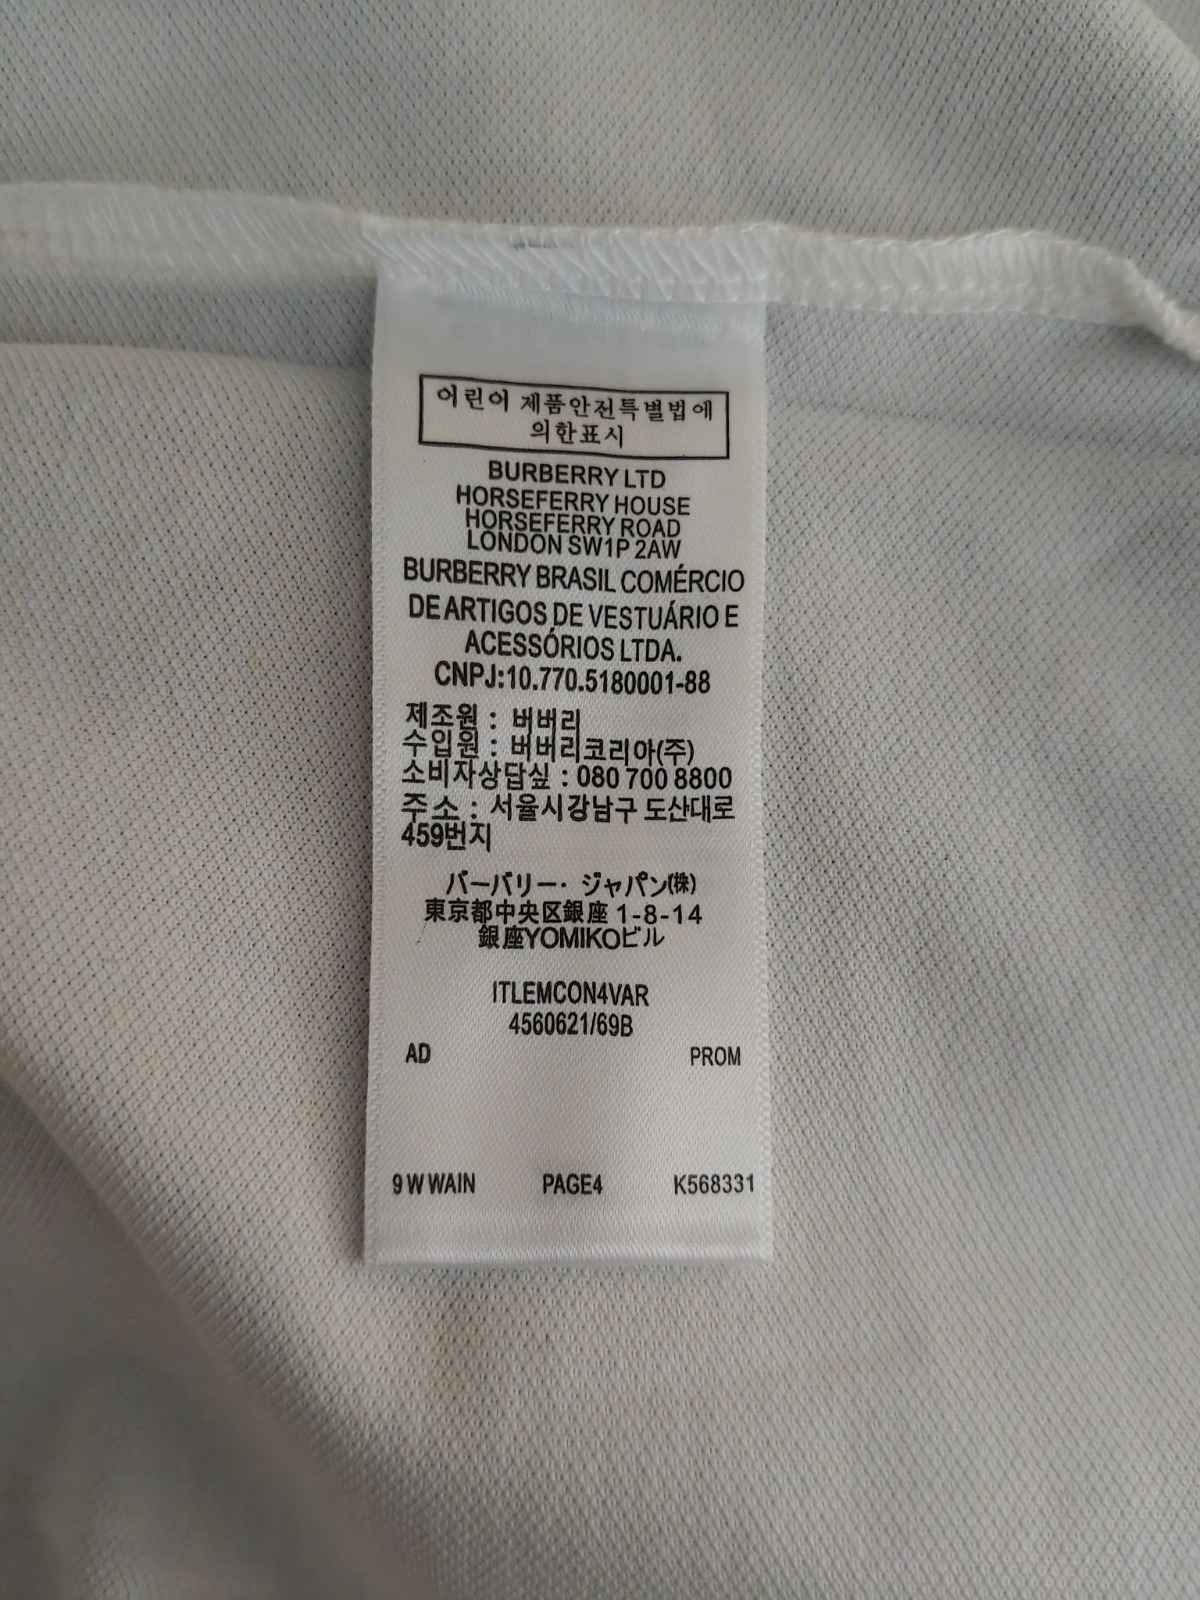 어린이 제품안전특별법에
의한표시
BURBERRY LTD
HORSEFERRY HOUSE
HORSEFERRY ROAD
LONDON SW1P 2AW
BURBERRY BRASIL COMÉRCIO
DE ARTIGOS DE VESTUÁRIO E
ACESSÓRIOS LTDA.
CNPJ:10.770.5180001-88
제조원 : 버버리
수입원 : 버버리코리아(주)
소비자상답싶 : 080 700 8800
주소 : 서울시강남구 도산대로
459번지
バーバリー・ジャパン(株)
東京都中央区銀座 1-8-14
銀座YOMIKOビル
ITLEMCON4VAR
4560621/69B
AD PROM
9 W WAIN PAGE4 K568331